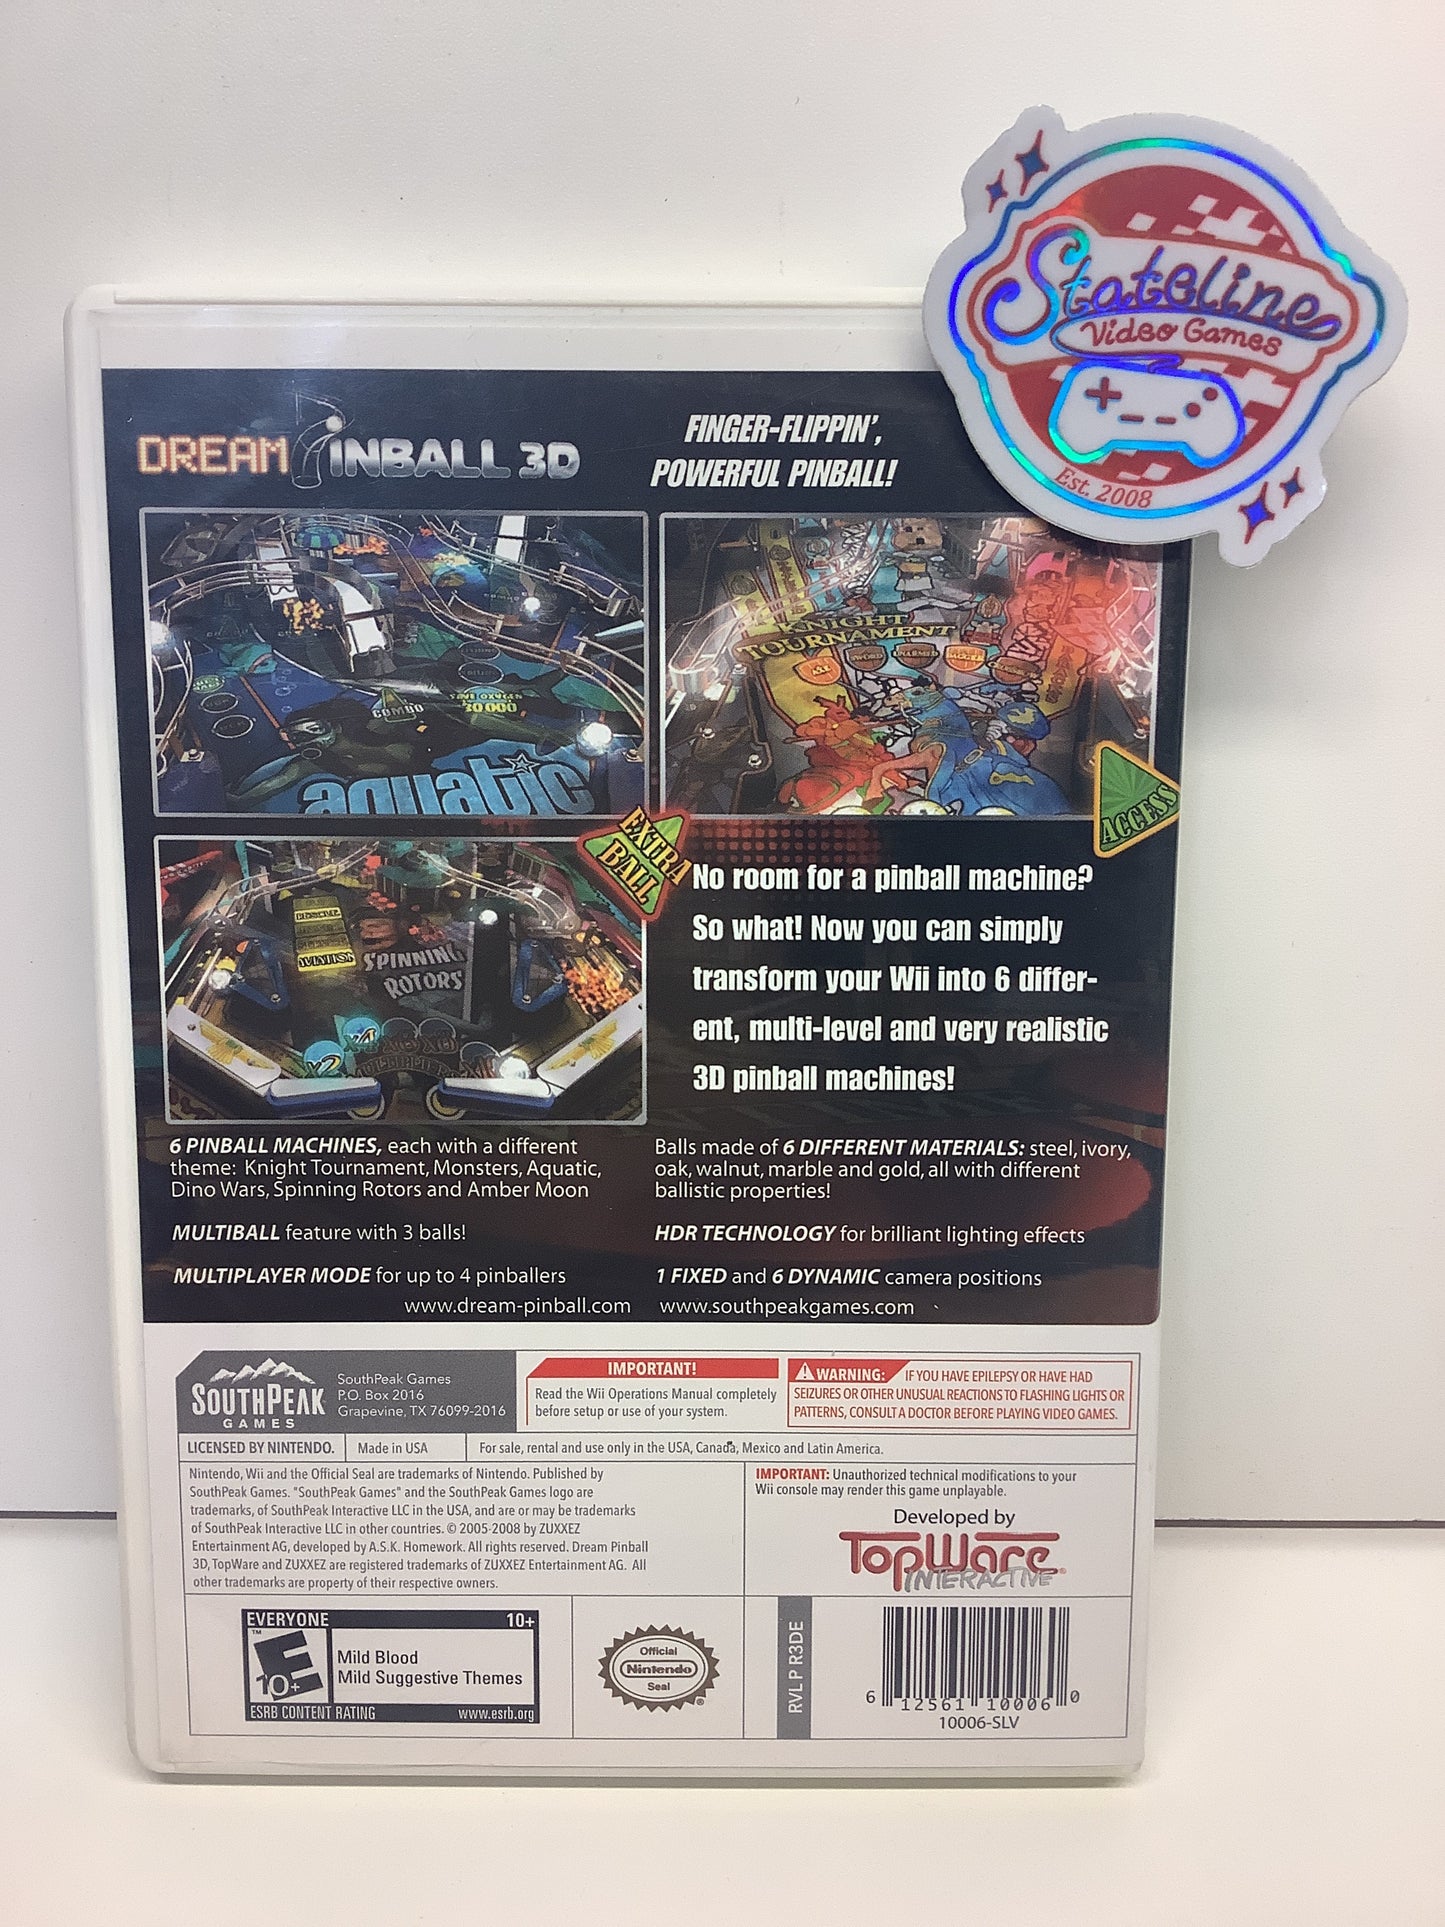 Stateline
Video Games
Est. 2008
DREAM PINBALL 3D
FINGER-FLIPPIN',
POWERFUL PINBALL!
COMBO
30 000
aquatic
KNIGHT
TOURNAMENT
AXE
SWORD
UNARMED
ACCESS
EXTRA
BALL
AVIATION
SPINNING
ROTORS
X2
X4
No room for a pinball machine?
So what! Now you can simply
transform your Wii into 6 differ-
ent, multi-level and very realistic
3D pinball machines!
6 PINBALL MACHINES, each with a different
theme: Knight Tournament, Monsters, Aquatic,
Dino Wars, Spinning Rotors and Amber Moon
MULTIBALL feature with 3 balls!
MULTIPLAYER MODE for up to 4 pinballers
www.dream-pinball.com
Balls made of 6 DIFFERENT MATERIALS: steel, ivory,
oak, walnut, marble and gold, all with different
ballistic properties!
HDR TECHNOLOGY for brilliant lighting effects
1 FIXED and 6 DYNAMIC camera positions
www.southpeakgames.com
SOUTHPEAK
GAMES
SouthPeak Games
P.O. Box 2016
Grapevine, TX 76099-2016
IMPORTANT!
Read the Wii Operations Manual completely
before setup or use of your system.
WARNING: IF YOU HAVE EPILEPSY OR HAVE HAD
SEIZURES OR OTHER UNUSUAL REACTIONS TO FLASHING LIGHTS OR
PATTERNS, CONSULT A DOCTOR BEFORE PLAYING VIDEO GAMES.
LICENSED BY NINTENDO.
Made in USA
For sale, rental and use only in the USA, Canada, Mexico and Latin America.
Nintendo, Wii and the Official Seal are trademarks of Nintendo. Published by
SouthPeak Games. "SouthPeak Games" and the SouthPeak Games logo are
trademarks, of SouthPeak Interactive LLC in the USA, and are or may be trademarks
of SouthPeak Interactive LLC in other countries. © 2005-2008 by ZUXXEZ
Entertainment AG, developed by A.S.K. Homework. All rights reserved. Dream Pinball
3D, TopWare and ZUXXEZ are registered trademarks of ZUXXEZ Entertainment AG. All
other trademarks are property of their respective owners.
IMPORTANT: Unauthorized technical modifications to your
Wii console may render this game unplayable.
Developed by
TopWare
INTERACTIVE
EVERYONE 10+
E
10+
Mild Blood
Mild Suggestive Themes
ESRB CONTENT RATING www.esrb.org
Official
Nintendo
Seal
RVL P R3DE
6 12561 10006 0
10006-SLV